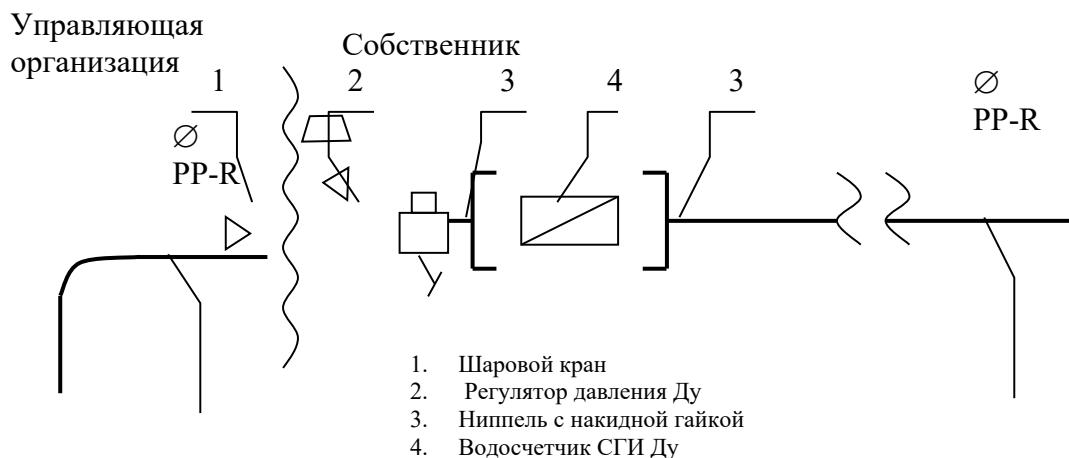 Управляющая
организация
Собственник
1
2
3
4
3
∅
PP-R
∅
PP-R
1. Шаровой кран
2. Регулятор давления Ду
3. Ниппель с накидной гайкой
4. Водосчетчик СГИ Ду